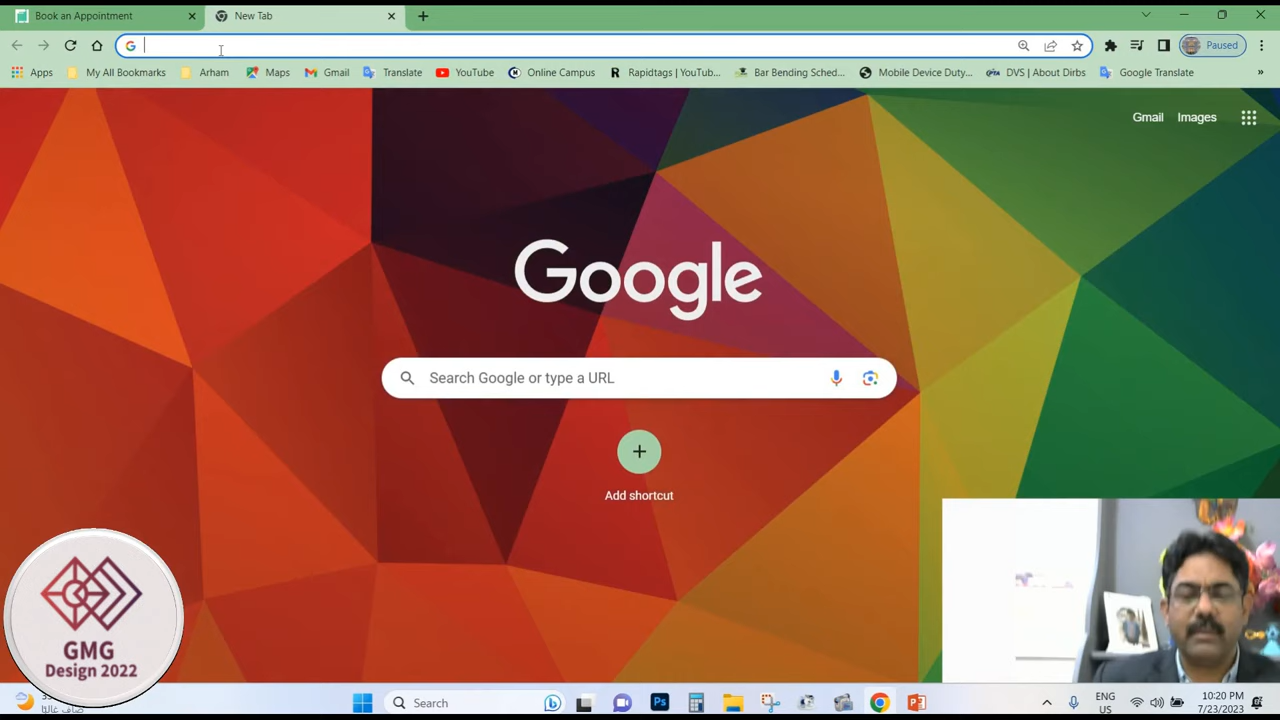 Book an Appointment
New Tab
Paused
Apps
My All Bookmarks
Arham
Maps
Gmail
Translate
YouTube
Online Campus
Rapidtags | YouTub...
Bar Bending Sched...
Mobile Device Duty...
DVS | About Dirbs
Google Translate
»
Gmail
Images
Google
Search Google or type a URL
Add shortcut
GMG
Design 2022
صاف غالبًا
Search
ENG
US
10:20 PM
7/23/2023